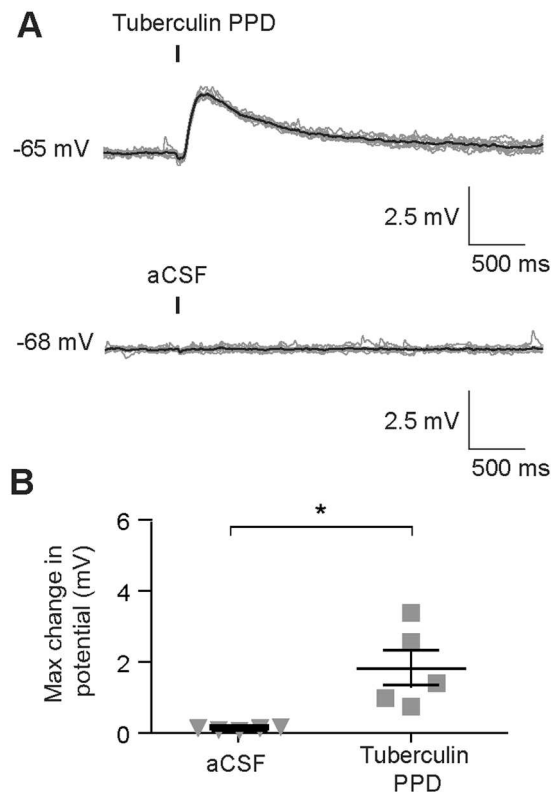 A
Tuberculin PPD
-65 mV
2.5 mV
500 ms
aCSF
-68 mV
2.5 mV
500 ms
B
*
Max change in
potential (mV)
6
4
2
0
aCSF
Tuberculin
PPD